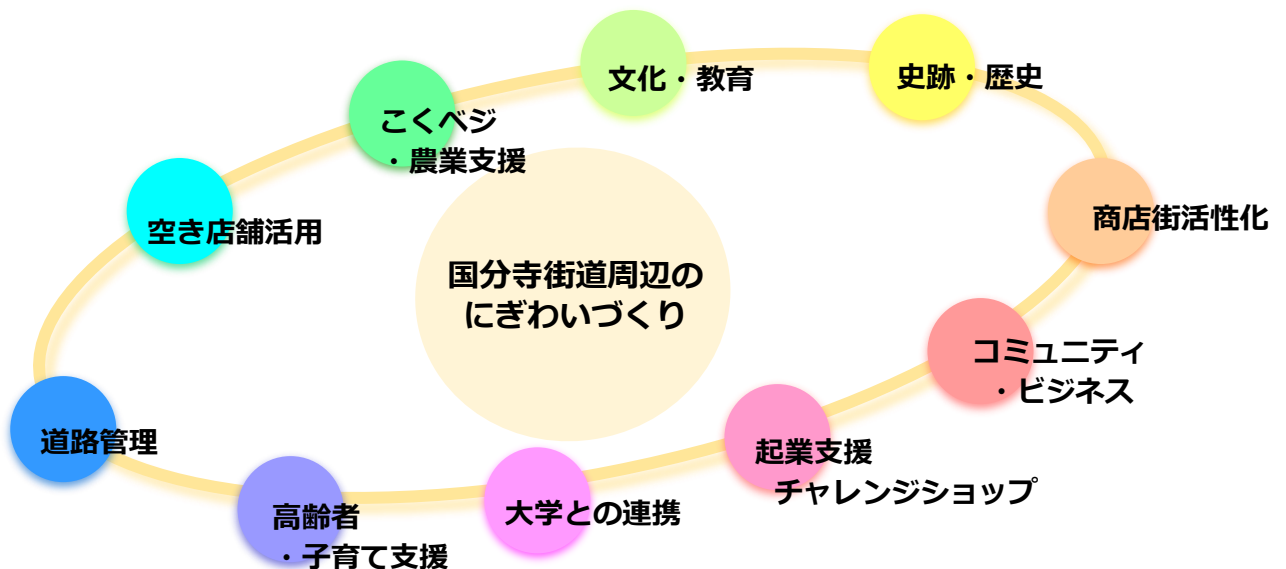 文化・教育
史跡・歴史
こくベジ
・農業支援
空き店舗活用
商店街活性化
国分寺街道周辺の
にぎわいづくり
コミュニティ
・ビジネス
道路管理
起業支援
チャレンジショップ
高齢者
・子育て支援
大学との連携